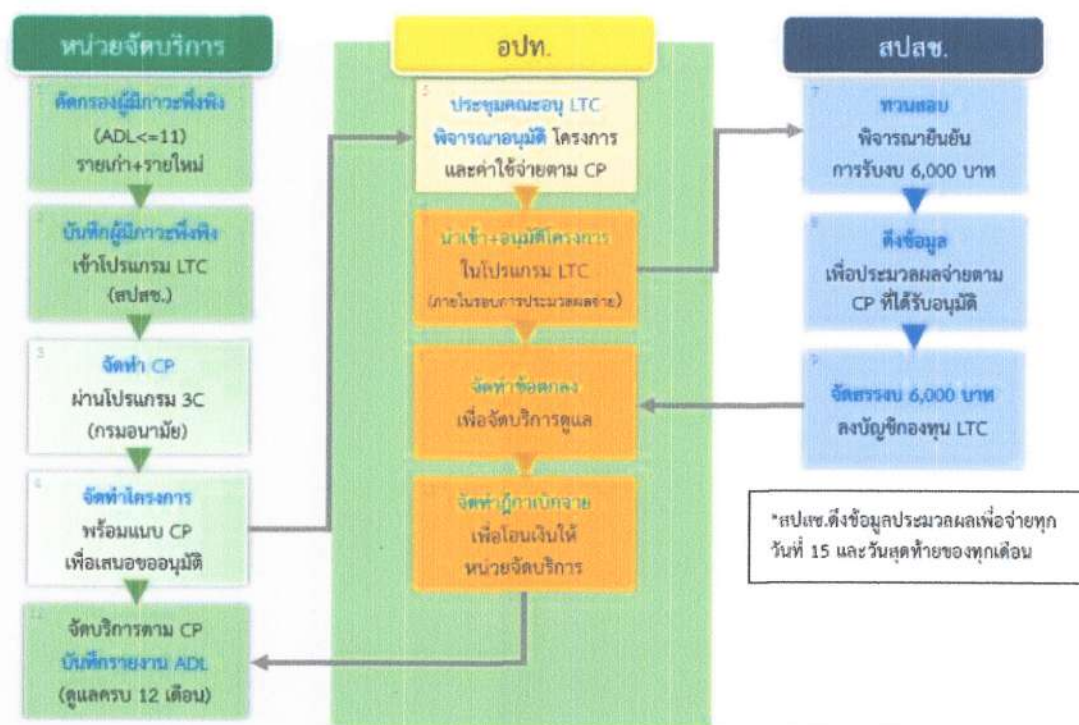 หน่วยจัดบริการ
คัดกรองผู้มีภาวะพึ่งพิง
(ADL<=11)
รายเก่า+รายใหม่
บันทึกผู้มีภาวะพึ่งพิง
เข้าโปรแกรม LTC
(สปสช.)
3
จัดทำ CP
ผ่านโปรแกรม 3C
(กรมอนามัย)
4
จัดทำโครงการ
พร้อมแนบ CP
เพื่อเสนอขออนุมัติ
จัดบริการตาม CP
บันทึกรายงาน ADL
(ดูแลครบ 12 เดือน)
อปท.
5
ประชุมคณะอนุ LTC
พิจารณาอนุมัติ โครงการ
และค่าใช้จ่ายตาม CP
นำเข้า+อนุมัติโครงการ
ในโปรแกรม LTC
(ภายในรอบการประมวลผลจ่าย)
จัดทำข้อตกลง
เพื่อจัดบริการดูแล
จัดทำฎีกาเบิกจ่าย
เพื่อโอนเงินให้
หน่วยจัดบริการ
สปสช.
7
ทวนสอบ
พิจารณายืนยัน
การรับงบ 6,000 บาท
8
ดึงข้อมูล
เพื่อประมวลผลจ่ายตาม
CP ที่ได้รับอนุมัติ
9
จัดสรรงบ 6,000 บาท
ลงบัญชีกองทุน LTC
*สปสช.ดึงข้อมูลประมวลผลเพื่อจ่ายทุก
วันที่ 15 และวันสุดท้ายของทุกเดือน